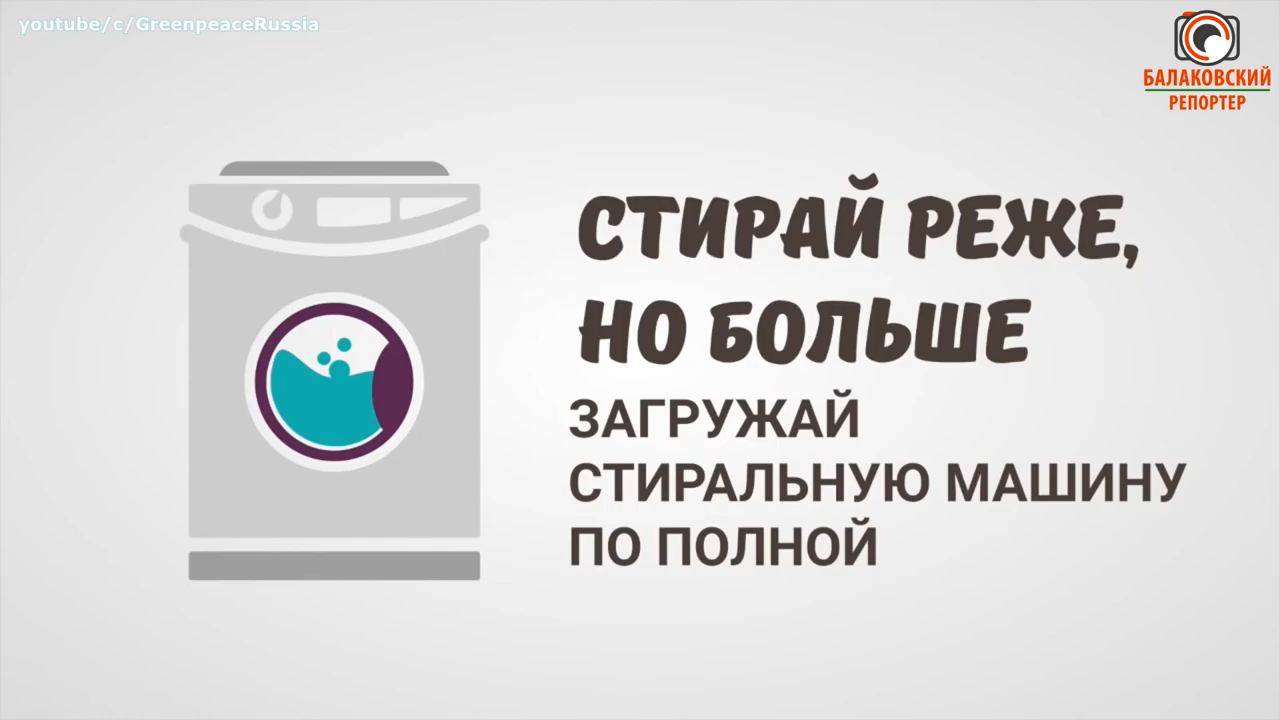 youtube/c/GreenpeaceRussia
БАЛАКОВСКИЙ
РЕПОРТЕР
СТИРАЙ РЕЖЕ,
НО БОЛЬШЕ
ЗАГРУЖАЙ
СТИРАЛЬНУЮ МАШИНУ
ПО ПОЛНОЙ